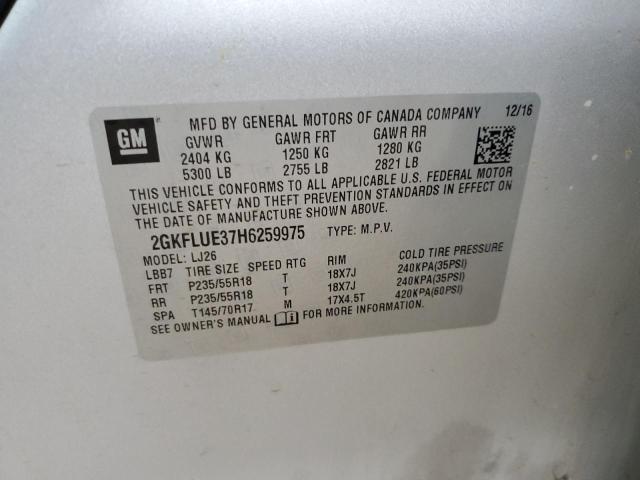 GM
MFD BY GENERAL MOTORS OF CANADA COMPANY 12/16
GVWR GAWR FRT GAWR RR
2404 KG 1250 KG 1280 KG
5300 LB 2755 LB 2821 LB
THIS VEHICLE CONFORMS TO ALL APPLICABLE U.S. FEDERAL MOTOR
VEHICLE SAFETY AND THEFT PREVENTION STANDARDS IN EFFECT ON
THE DATE OF MANUFACTURE SHOWN ABOVE.
2GKFLUE37H6259975 TYPE: M.P.V.
MODEL: LJ26
LBB7 TIRE SIZE SPEED RTG RIM COLD TIRE PRESSURE
FRT P235/55R18 T 18X7J 240KPA(35PSI)
RR P235/55R18 T 18X7J 240KPA(35PSI)
SPA T145/70R17 M 17X4.5T 420KPA(60PSI)
SEE OWNER'S MANUAL FOR MORE INFORMATION.